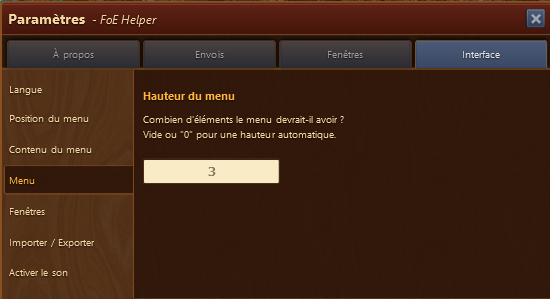 Paramètres - FoE Helper
À propos
Envois
Fenêtres
Interface
Langue
Position du menu
Contenu du menu
Menu
Fenêtres
Importer / Exporter
Activer le son
Hauteur du menu
Combien d'éléments le menu devrait-il avoir ?
Vide ou "0" pour une hauteur automatique.
3